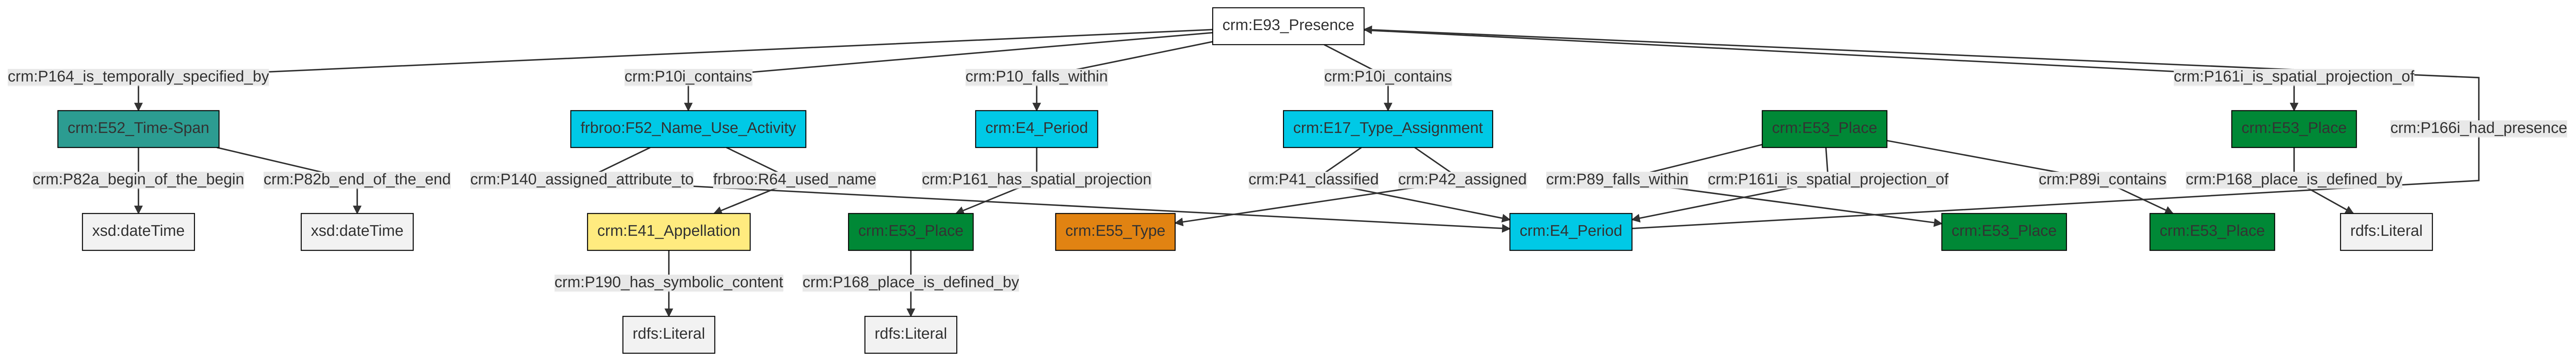 crm:E93_Presence
crm:P164_is_temporally_specified_by
crm:P10i_contains
crm:P10_falls_within
crm:P10i_contains
crm:P161i_is_spatial_projection_of
crm:E52_Time-Span
frbroo:F52_Name_Use_Activity
crm:E4_Period
crm:E17_Type_Assignment
crm:E53_Place
crm:E53_Place
crm:P166i_had_presence
crm:P82a_begin_of_the_begin
crm:P82b_end_of_the_end
crm:P140_assigned_attribute_to
frbroo:R64_used_name
crm:P161_has_spatial_projection
crm:P41_classified
crm:P42_assigned
crm:P89_falls_within
crm:P161i_is_spatial_projection_of
crm:P89i_contains
crm:P168_place_is_defined_by
xsd:dateTime
xsd:dateTime
crm:E41_Appellation
crm:E53_Place
crm:E55_Type
crm:E4_Period
crm:E53_Place
crm:E53_Place
rdfs:Literal
crm:P190_has_symbolic_content
crm:P168_place_is_defined_by
rdfs:Literal
rdfs:Literal